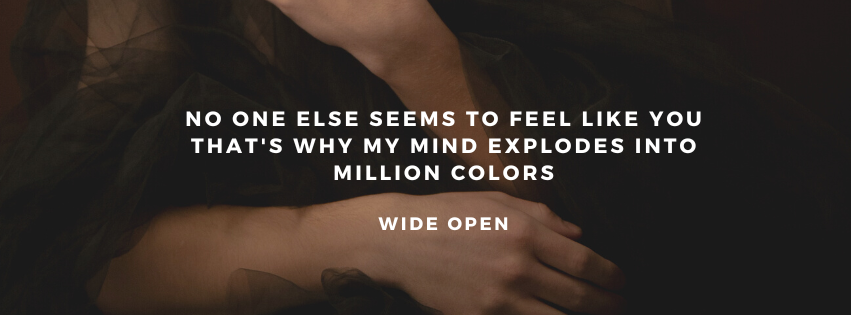 NO ONE ELSE SEEMS TO FEEL LIKE YOU
THAT'S WHY MY MIND EXPLODES INTO
MILLION COLORS
WIDE OPEN